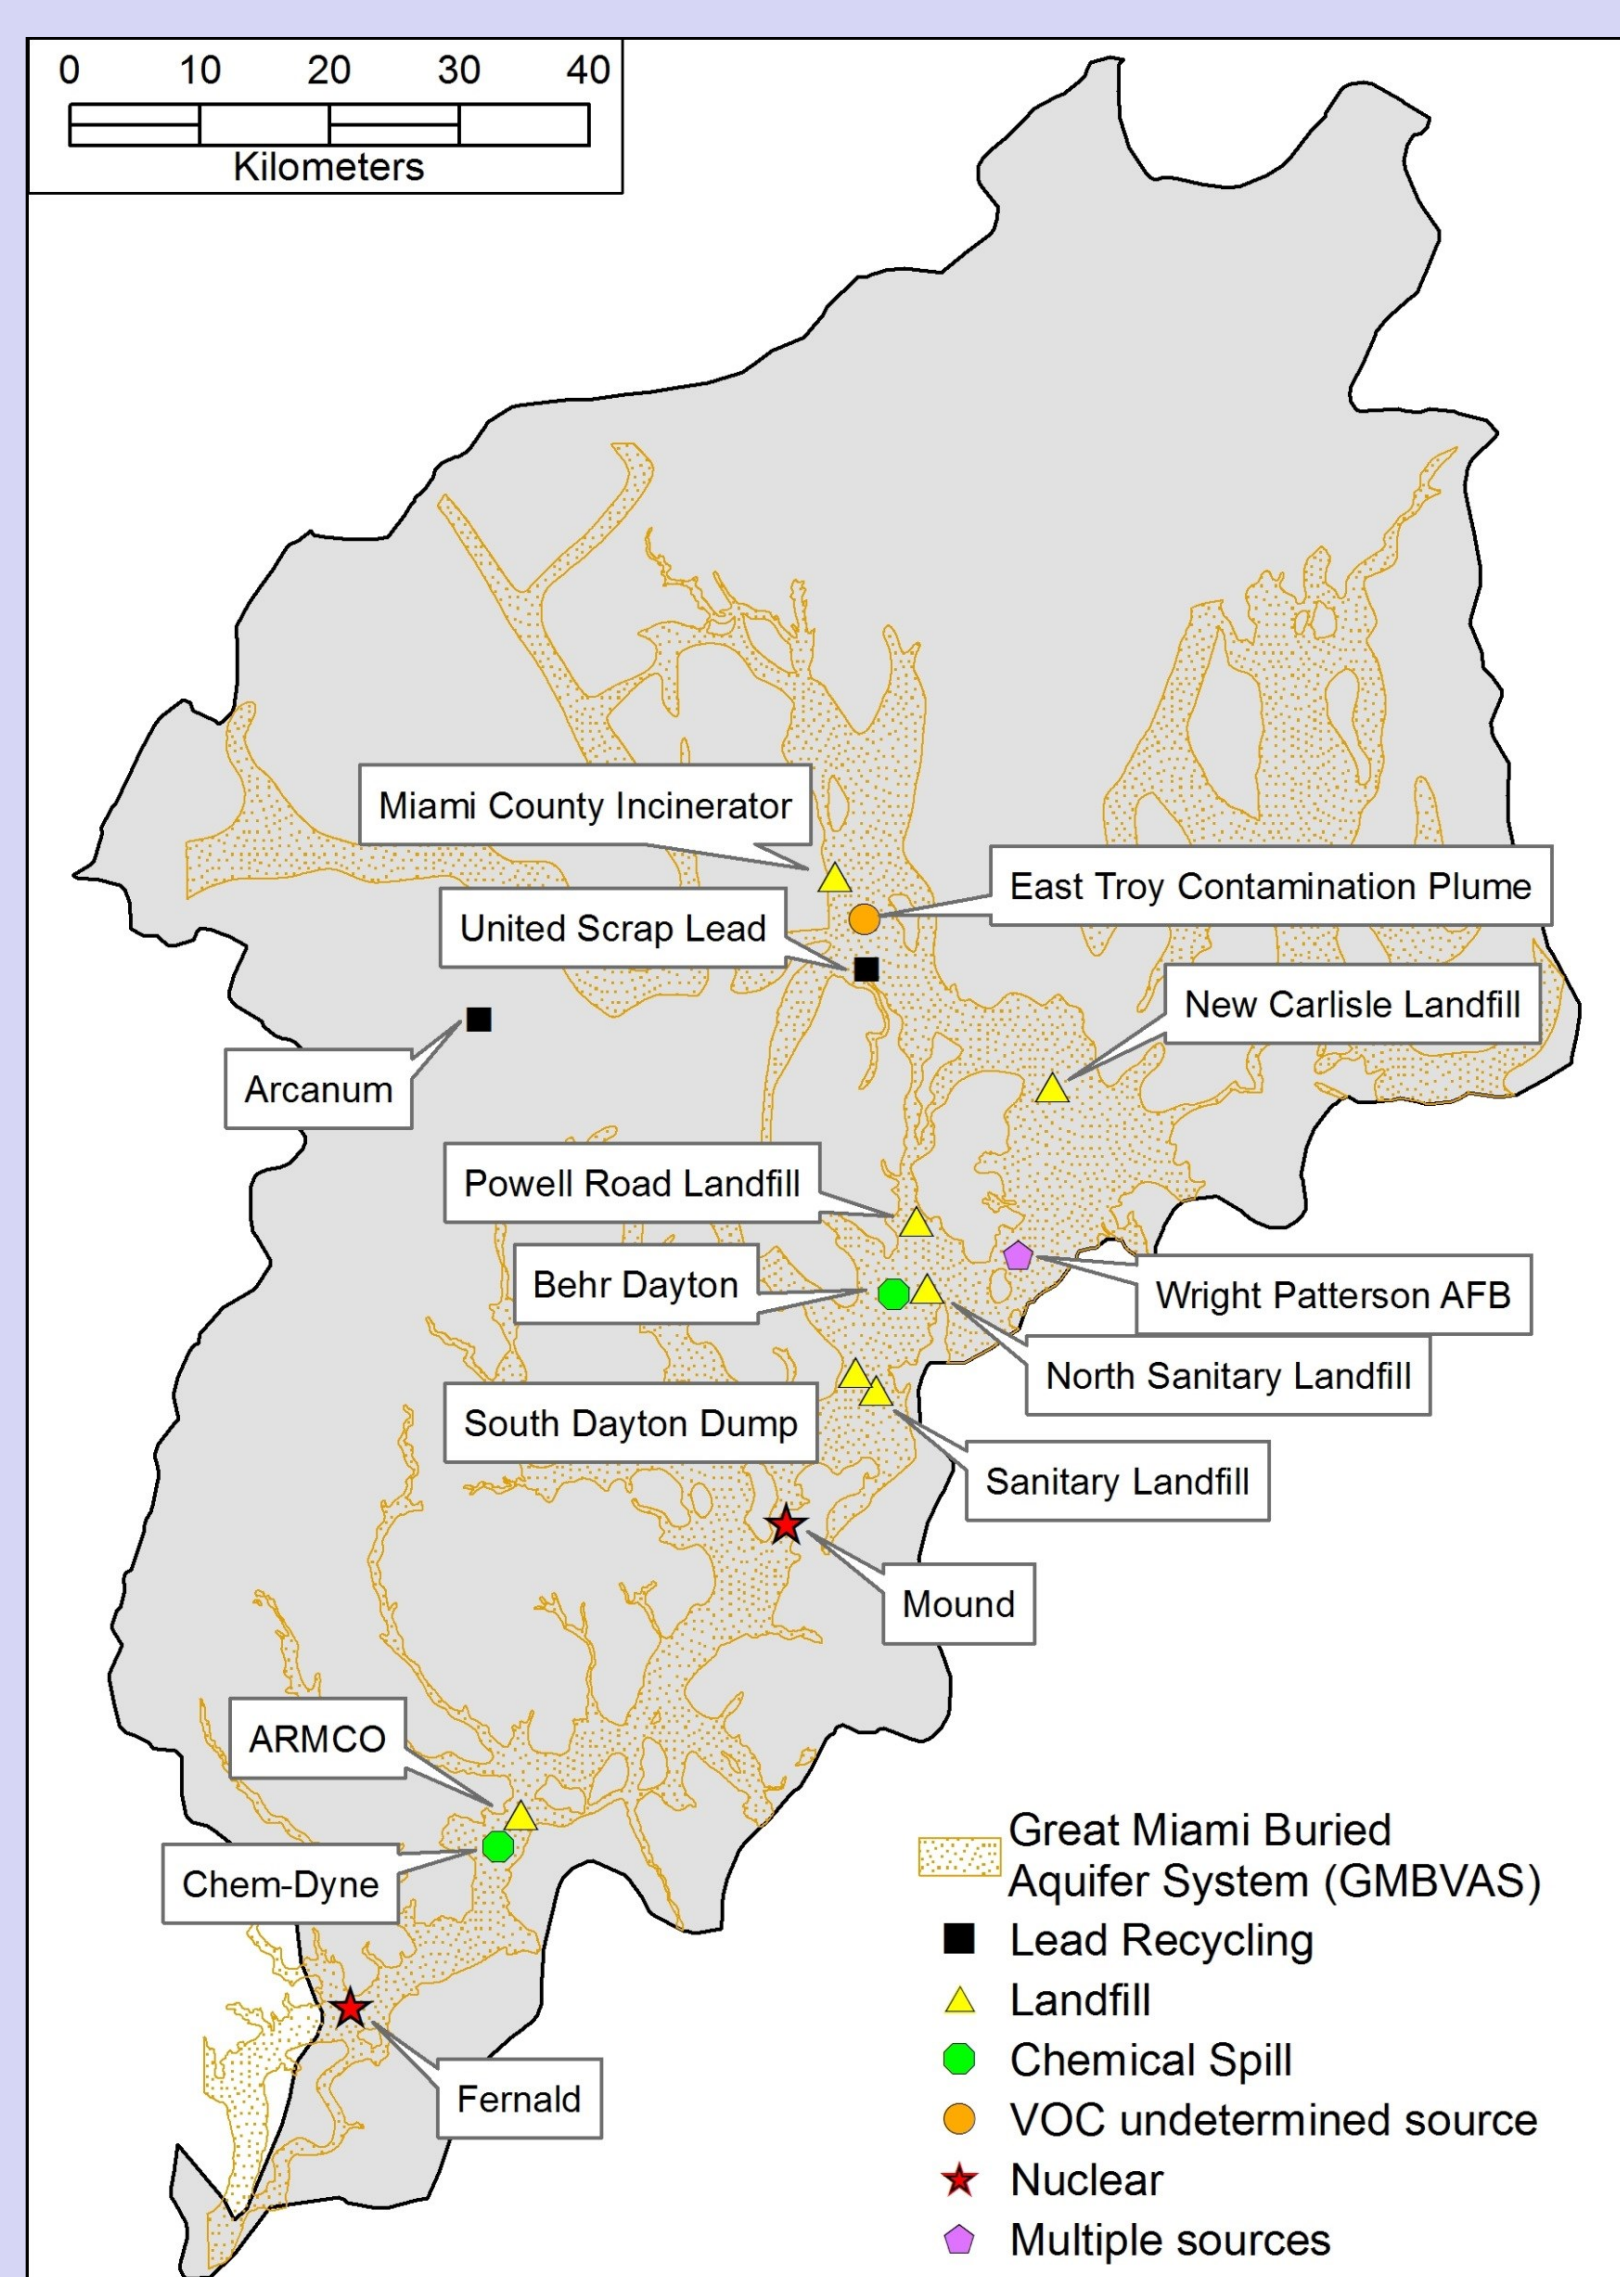 0 10 20 30 40
Kilometers
Miami County Incinerator
East Troy Contamination Plume
United Scrap Lead
New Carlisle Landfill
Arcanum
Powell Road Landfill
Behr Dayton
Wright Patterson AFB
North Sanitary Landfill
South Dayton Dump
Sanitary Landfill
Mound
ARMCO
Chem-Dyne
Fernald
Great Miami Buried
Aquifer System (GMBVAS)
Lead Recycling
Landfill
Chemical Spill
VOC undetermined source
Nuclear
Multiple sources